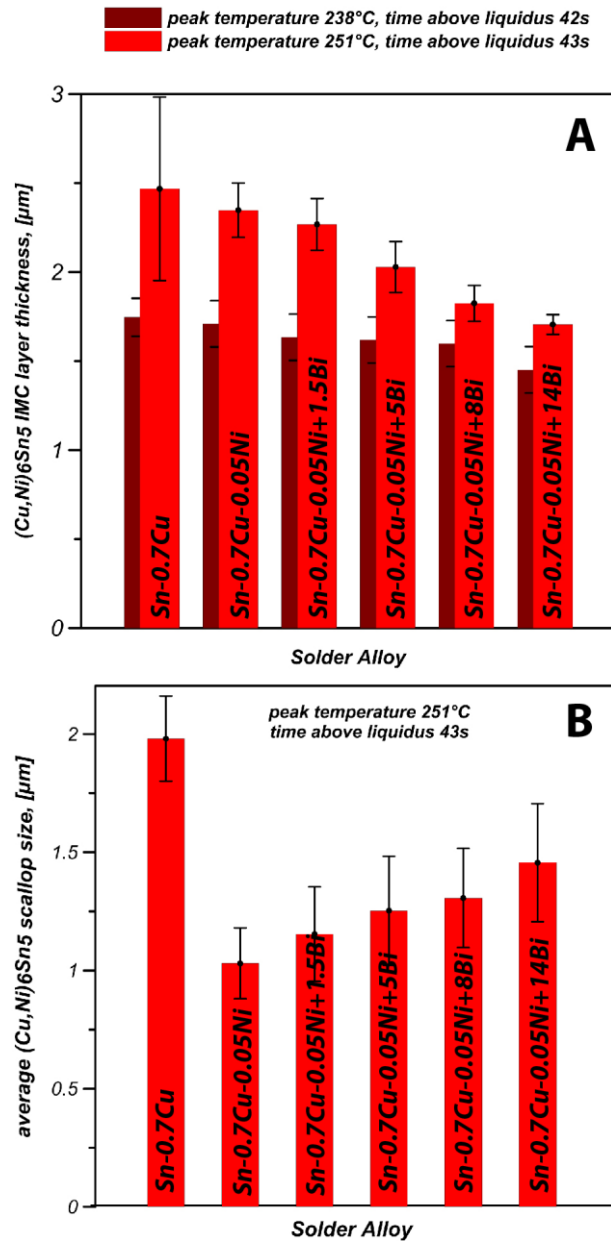 peak temperature 238°C, time above liquidus 42s
peak temperature 251°C, time above liquidus 43s
A
(Cu,Ni)6Sn5 IMC layer thickness, [µm]
3
2
1
0
Sn-0.7Cu
Sn-0.7Cu-0.05Ni
Sn-0.7Cu-0.05Ni+1.5Bi
Sn-0.7Cu-0.05Ni+5Bi
Sn-0.7Cu-0.05Ni+8Bi
Sn-0.7Cu-0.05Ni+14Bi
Solder Alloy
peak temperature 251°C
time above liquidus 43s
B
average (Cu,Ni)6Sn5 scallop size, [µm]
2
1.5
1
0.5
0
Sn-0.7Cu
Sn-0.7Cu-0.05Ni
Sn-0.7Cu-0.05Ni+1.5Bi
Sn-0.7Cu-0.05Ni+5Bi
Sn-0.7Cu-0.05Ni+8Bi
Sn-0.7Cu-0.05Ni+14Bi
Solder Alloy